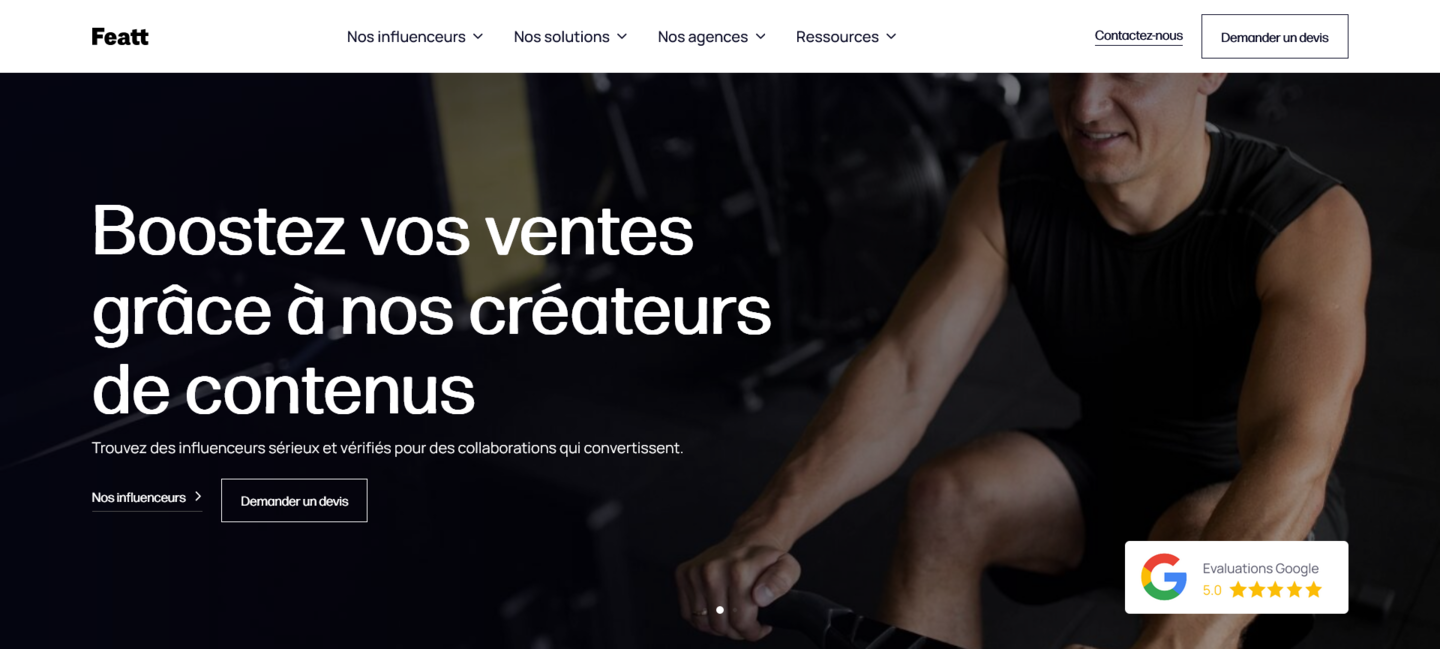 Featt
Nos influenceurs
Nos solutions
Nos agences
Ressources
Contactez-nous
Demander un devis
Boostez vos ventes
grâce à nos créateurs
de contenus
Trouvez des influenceurs sérieux et vérifiés pour des collaborations qui convertissent.
Nos influenceurs
Demander un devis
Evaluations Google
5.0